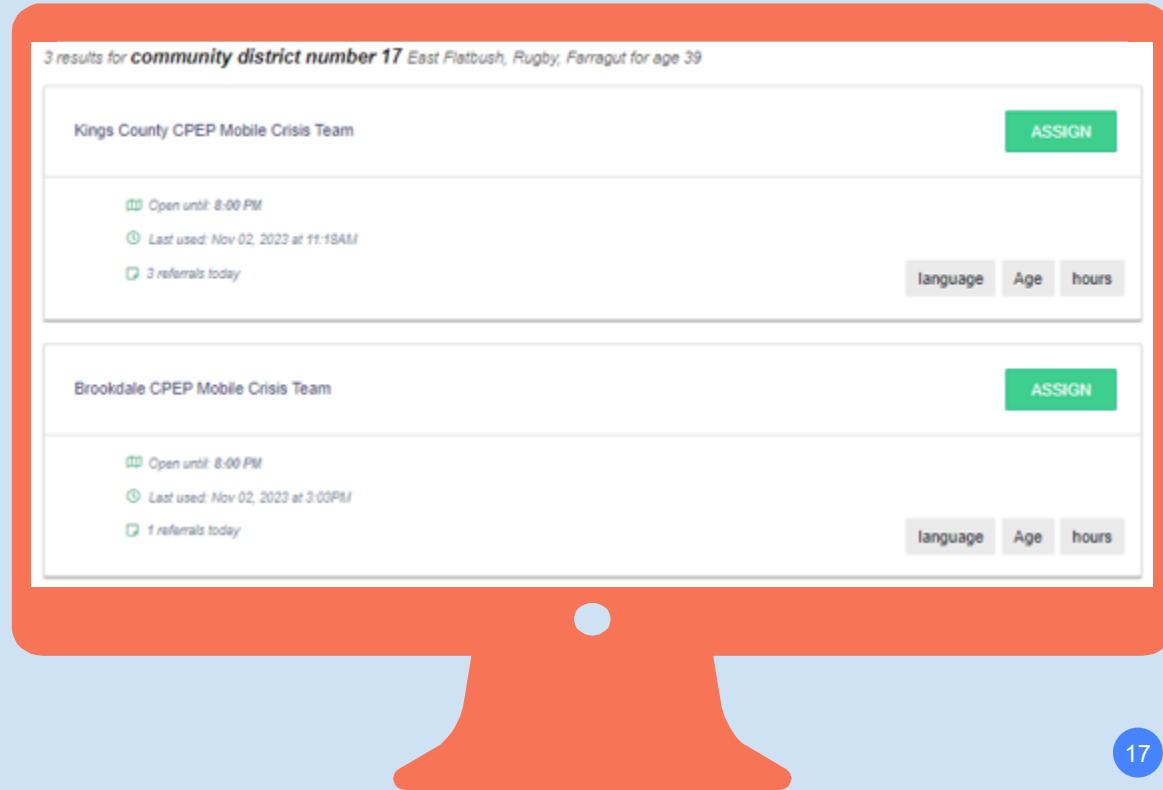 3 results for community district number 17 East Flatbush, Rugby, Farragut for age 39
Kings County CPEP Mobile Crisis Team
ASSIGN
Open until: 8:00 PM
Last used: Nov 02, 2023 at 11:18AM
3 referrals today
language Age hours
Brookdale CPEP Mobile Crisis Team
ASSIGN
Open until: 8:00 PM
Last used: Nov 02, 2023 at 3:03PM
1 referrals today
language Age hours
17